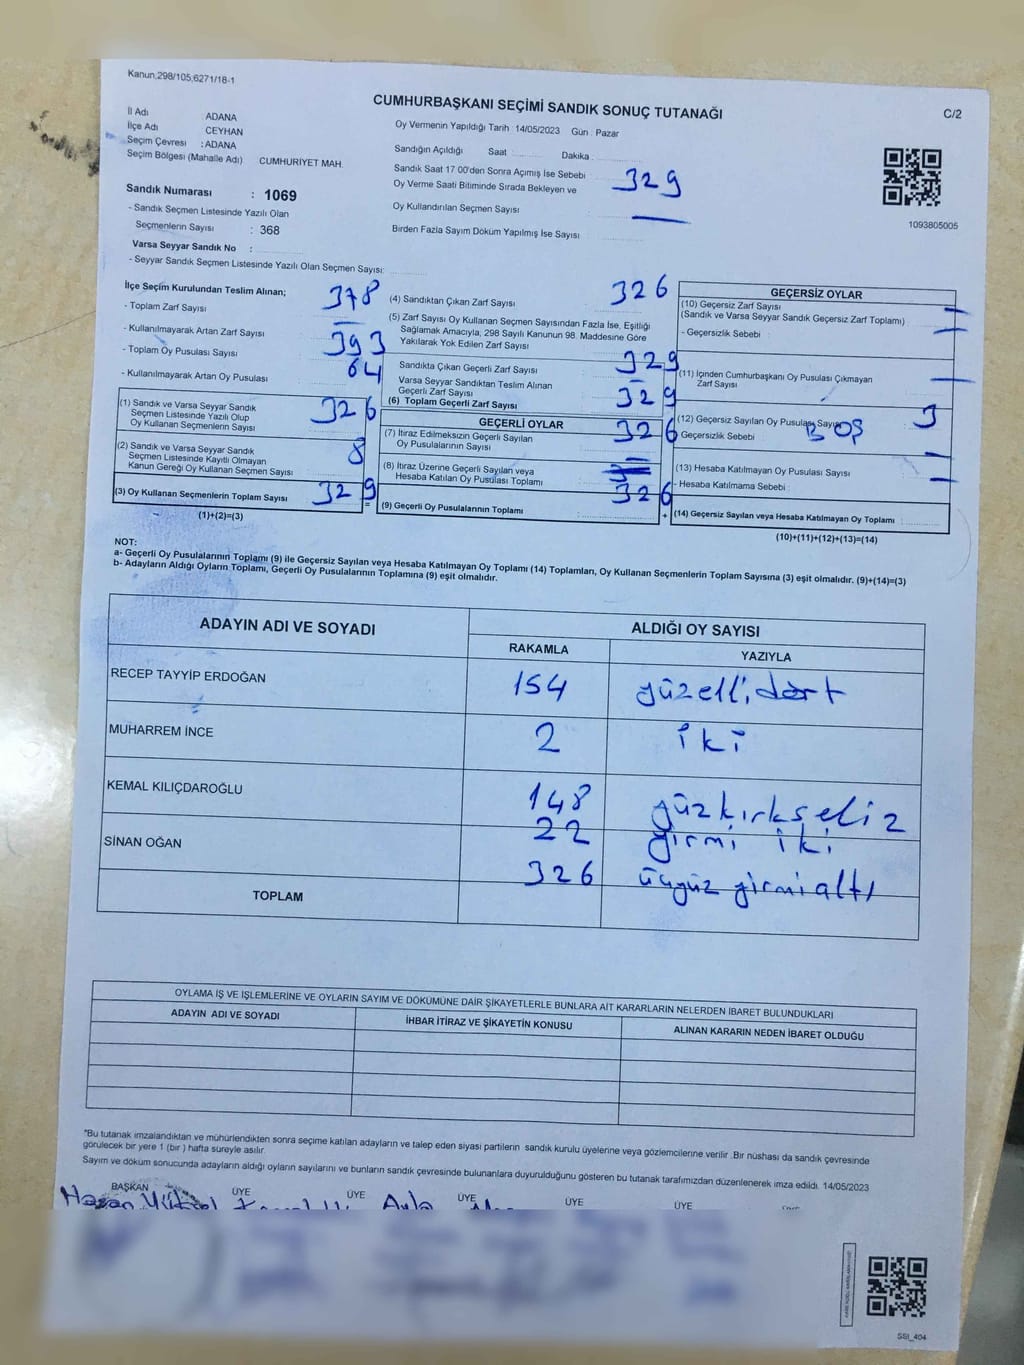 Kanun,298/105,6271/18-1
CUMHURBAŞKANI SEÇİMİ SANDIK SONUÇ TUTANAĞI
C/2
İl Adı ADANA
İlçe Adı CEYHAN
Seçim Çevresi : ADANA
Seçim Bölgesi (Mahalle Adı) CUMHURİYET MAH.
Sandık Numarası : 1069
- Sandık Seçmen Listesinde Yazılı Olan
Seçmenlerin Sayısı : 368
Varsa Seyyar Sandık No :
- Seyyar Sandık Seçmen Listesinde Yazılı Olan Seçmen Sayısı:
Oy Vermenin Yapıldığı Tarih : 14/05/2023 Gün : Pazar
Sandığın Açıldığı Saat Dakika :
Sandık Saat 17:00'den Sonra Açımış İse Sebebi :
Oy Verme Saati Bitiminde Sırada Bekleyen ve
329
Oy Kullandırılan Seçmen Sayısı :
Birden Fazla Sayım Döküm Yapılmış İse Sayısı :
1093805005
İlçe Seçim Kurulundan Teslim Alınan;
- Toplam Zarf Sayısı 378
- Kullanılmayarak Artan Zarf Sayısı
- Toplam Oy Pusulası Sayısı 393
- Kullanılmayarak Artan Oy Pusulası 64
(1) Sandık ve Varsa Seyyar Sandık
Seçmen Listesinde Yazılı Olup
Oy Kullanan Seçmenlerin Sayısı 326
(2) Sandık ve Varsa Seyyar Sandık
Seçmen Listesinde Kayıtlı Olmayan
Kanun Gereği Oy Kullanan Seçmen Sayısı 8
(3) Oy Kullanan Seçmenlerin Toplam Sayısı 329
(1)+(2)=(3)
(4) Sandıktan Çıkan Zarf Sayısı 326
(5) Zarf Sayısı Oy Kullanan Seçmen Sayısından Fazla İse, Eşitliği
Sağlamak Amacıyla, 298 Sayılı Kanunun 98. Maddesine Göre
Yakılarak Yok Edilen Zarf Sayısı
Sandıkta Çıkan Geçerli Zarf Sayısı 329
Varsa Seyyar Sandıktan Teslim Alınan
Geçerli Zarf Sayısı
(6) Toplam Geçerli Zarf Sayısı 329
GEÇERLİ OYLAR
(7) İtiraz Edilmeksizin Geçerli Sayılan
Oy Pusulalarının Sayısı 326
(8) İtiraz Üzerine Geçerli Sayılan veya
Hesaba Katılan Oy Pusulası Toplamı
(9) Geçerli Oy Pusulalarının Toplamı 326
GEÇERSİZ OYLAR
(10) Geçersiz Zarf Sayısı
(Sandık ve Varsa Seyyar Sandık Geçersiz Zarf Toplamı)
- Geçersizlik Sebebi :
(11) İçinden Cumhurbaşkanı Oy Pusulası Çıkmayan
Zarf Sayısı
(12) Geçersiz Sayılan Oy Pusulası Sayısı 3
Geçersizlik Sebebi BOŞ
(13) Hesaba Katılmayan Oy Pusulası Sayısı
- Hesaba Katılmama Sebebi :
(14) Geçersiz Sayılan veya Hesaba Katılmayan Oy Toplamı
(10)+(11)+(12)+(13)=(14)
NOT:
a- Geçerli Oy Pusulalarının Toplamı (9) ile Geçersiz Sayılan veya Hesaba Katılmayan Oy Toplamı (14) Toplamları, Oy Kullanan Seçmenlerin Toplam Sayısına (3) eşit olmalıdır. (9)+(14)=(3)
b- Adayların Aldığı Oyların Toplamı, Geçerli Oy Pusulalarının Toplamına (9) eşit olmalıdır.
ADAYIN ADI VE SOYADI ALDIĞI OY SAYISI
RAKAMLA YAZIYLA
RECEP TAYYİP ERDOĞAN 154 yüzelli dört
MUHARREM İNCE 2 iki
KEMAL KILIÇDAROĞLU 148 yüzkırksekiz
SİNAN OĞAN 22 yirmi iki
TOPLAM 326 üçyüz yirmialtı
OYLAMA İŞ VE İŞLEMLERİNE VE OYLARIN SAYIM VE DÖKÜMÜNE DAİR ŞİKAYETLERLE BUNLARA AİT KARARLARIN NELERDEN İBARET BULUNDUKLARI
ADAYIN ADI VE SOYADI İHBAR İTİRAZ VE ŞİKAYETİN KONUSU ALINAN KARARIN NEDEN İBARET OLDUĞU
"Bu tutanak imzalandıktan ve mühürlendikten sonra seçime katılan adayların ve talep eden siyasi partilerin sandık kurulu üyelerine veya gözlemcilerine verilir. Bir nüshası da sandık çevresinde
görülecek bir yere 1 (bir) hafta süreyle asılır.
Sayım ve döküm sonucunda adayların aldığı oyların sayılarını ve bunların sandık çevresinde bulunanlara duyurulduğunu gösteren bu tutanak tarafımızdan düzenlenerek imza edildi. 14/05/2023
BAŞKAN ÜYE ÜYE ÜYE ÜYE ÜYE
Hasan
SSI_404